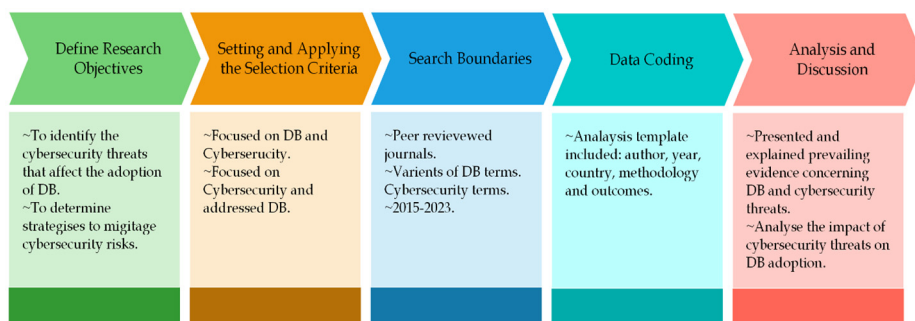 Define Research
Objectives
Setting and Applying
the Selection Criteria
Search Boundaries
Data Coding
Analysis and
Discussion
~To identify the
cybersecurity threats
that affect the adoption
of DB.
~To determine
strategises to migitage
cybersecurity risks.
~Focused on DB and
Cyberserucity.
~Focused on
Cybersecurity and
addressed DB.
~Peer revievewed
journals.
~Varients of DB terms.
Cybersecurity terms.
~2015-2023.
~Analaysis template
included: author, year,
country, methodology
and outcomes.
~Presented and
explained prevailing
evidence concerning
DB and cybersecurity
threats.
~Analyse the impact of
cybersecurity threats on
DB adoption.